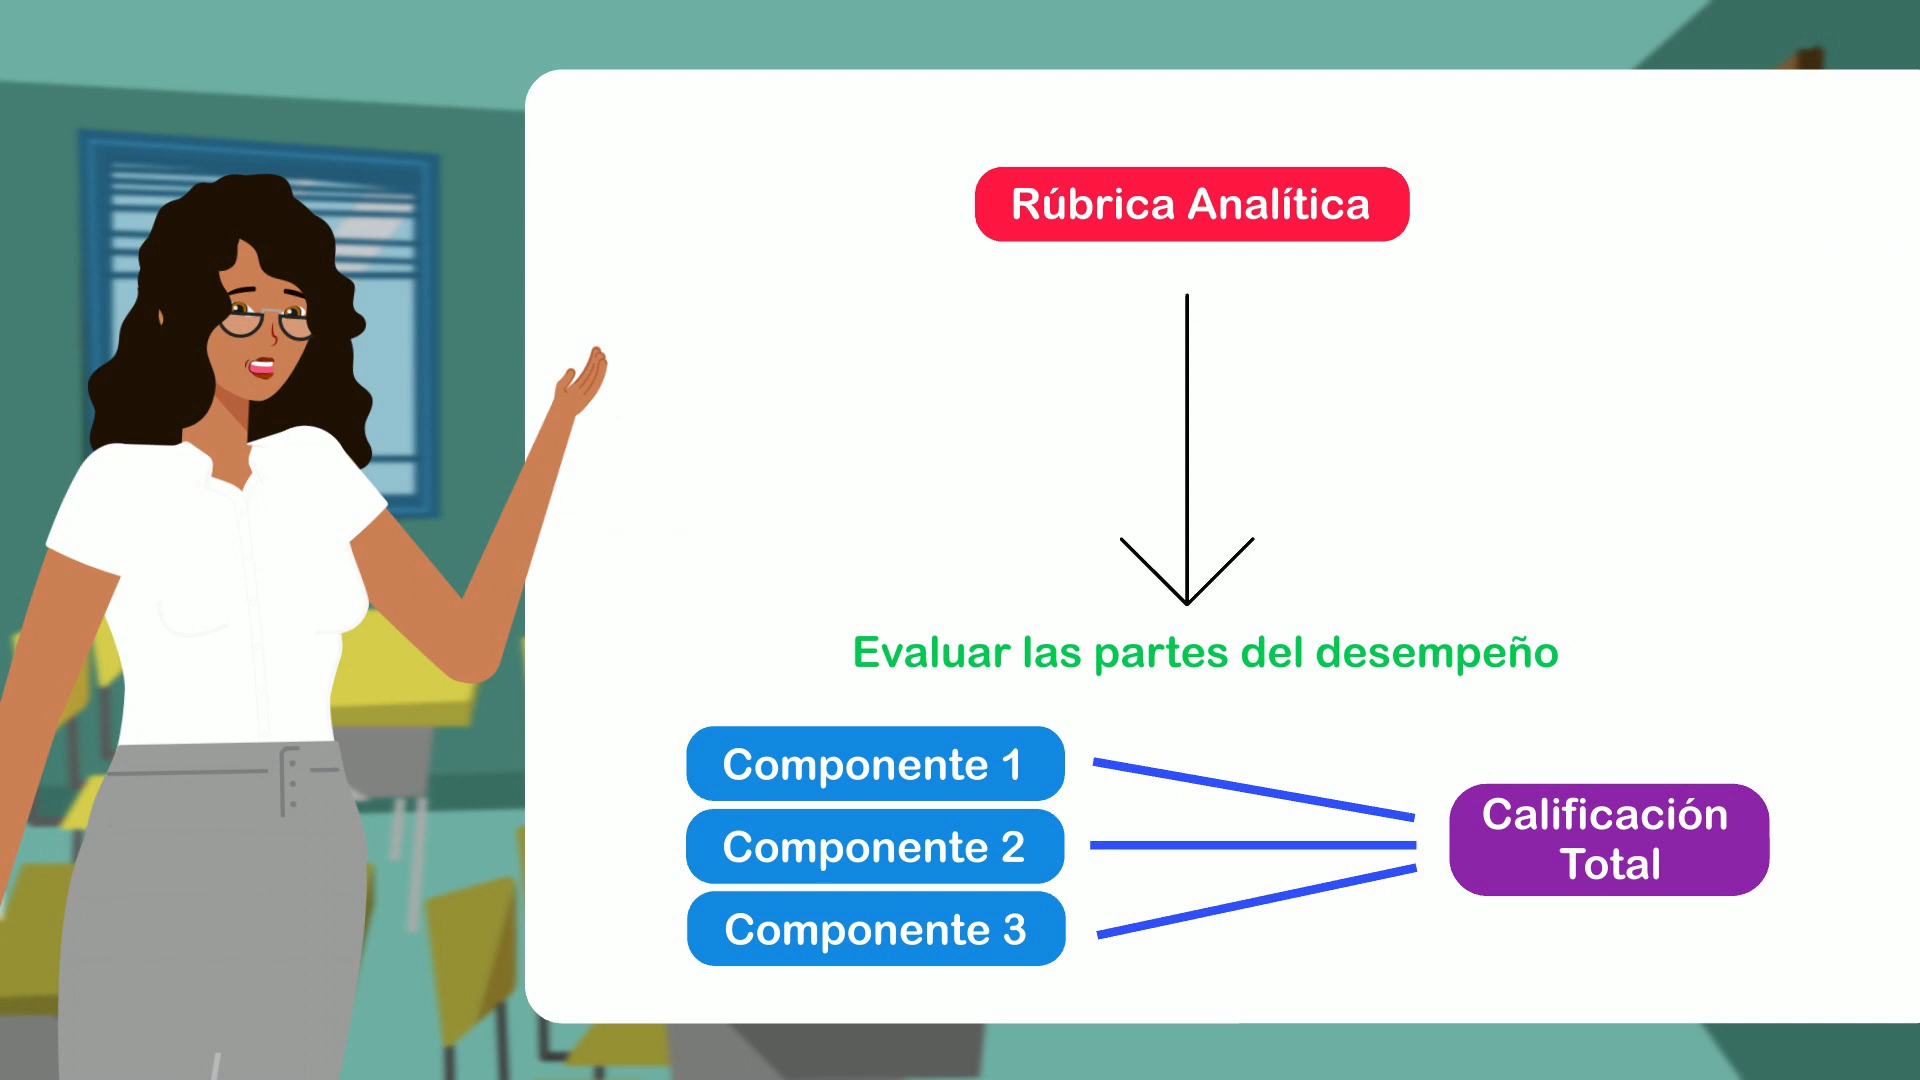 Rúbrica Analítica
Evaluar las partes del desempeño
Componente 1
Componente 2
Componente 3
Calificación
Total